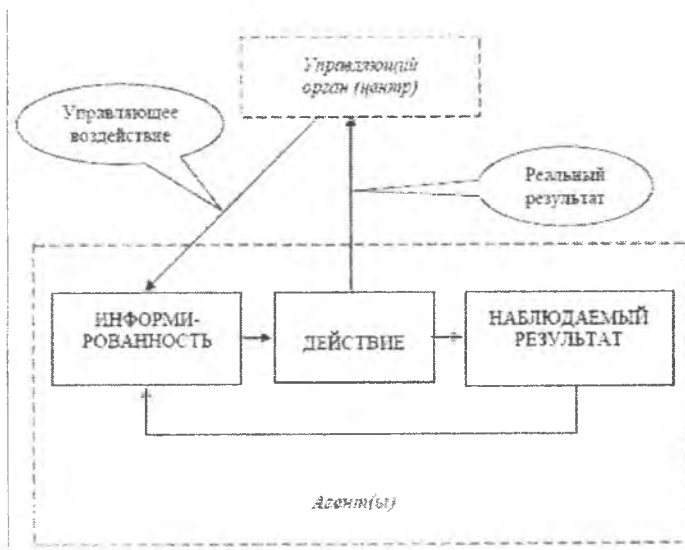 Управляющий
орган (центр)
Управляющее
воздействие
Реальный
результат
ИНФОРМИ-
РОВАННОСТЬ
ДЕЙСТВИЕ
НАБЛЮДАЕМЫЙ
РЕЗУЛЬТАТ
Агент(ы)